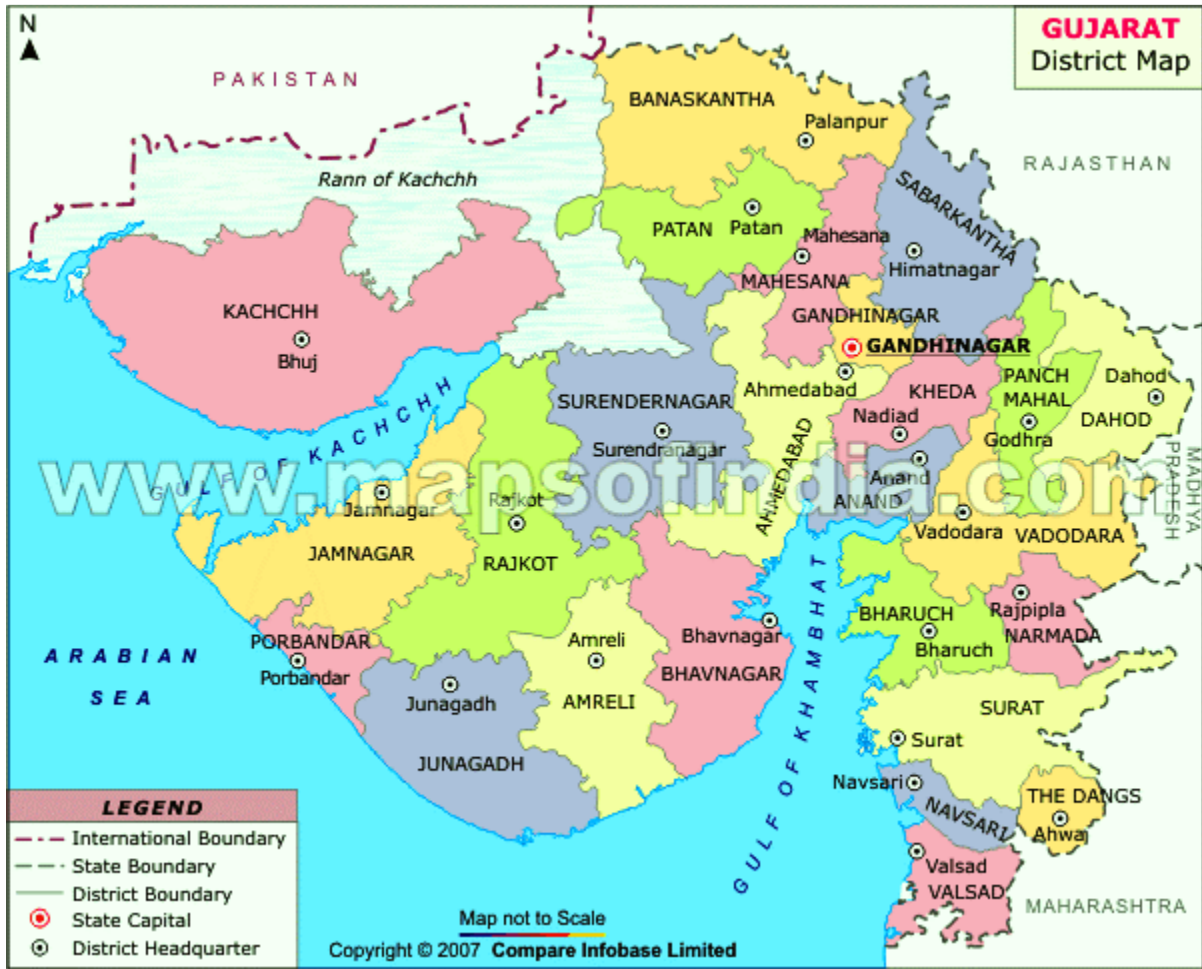 N
GUJARAT
District Map
PAKISTAN
BANASKANTHA
Palanpur
RAJASTHAN
Rann of Kachchh
SABARKANTHA
PATAN
Patan
Mahesana
Himatnagar
MAHESANA
KACHCHH
GANDHINAGAR
Bhuj
GANDHINAGAR
Ahmedabad
PANCH
MAHAL
Dahod
DAHOD
KHEDA
SURENDERNAGAR
Nadiad
Godhra
GULF OF KACHCHH
Surendranagar
AHMEDABAD
Anand
ANAND
MADHYA
PRADESH
www.mapsofindia.com
Jamnagar
Rajkot
Vadodara
VADODARA
JAMNAGAR
RAJKOT
Rajpipla
NARMADA
BHARUCH
Bharuch
PORBANDAR
Porbandar
Amreli
AMRELI
Bhavnagar
BHAVNAGAR
GULF OF KHAMBHAT
ARABIAN
SEA
Junagadh
JUNAGADH
SURAT
Surat
Navsari
NAVSARI
THE DANGS
Ahwa
Valsad
VALSAD
MAHARASHTRA
LEGEND
International Boundary
State Boundary
District Boundary
State Capital
District Headquarter
Map not to Scale
Copyright © 2007 Compare Infobase Limited